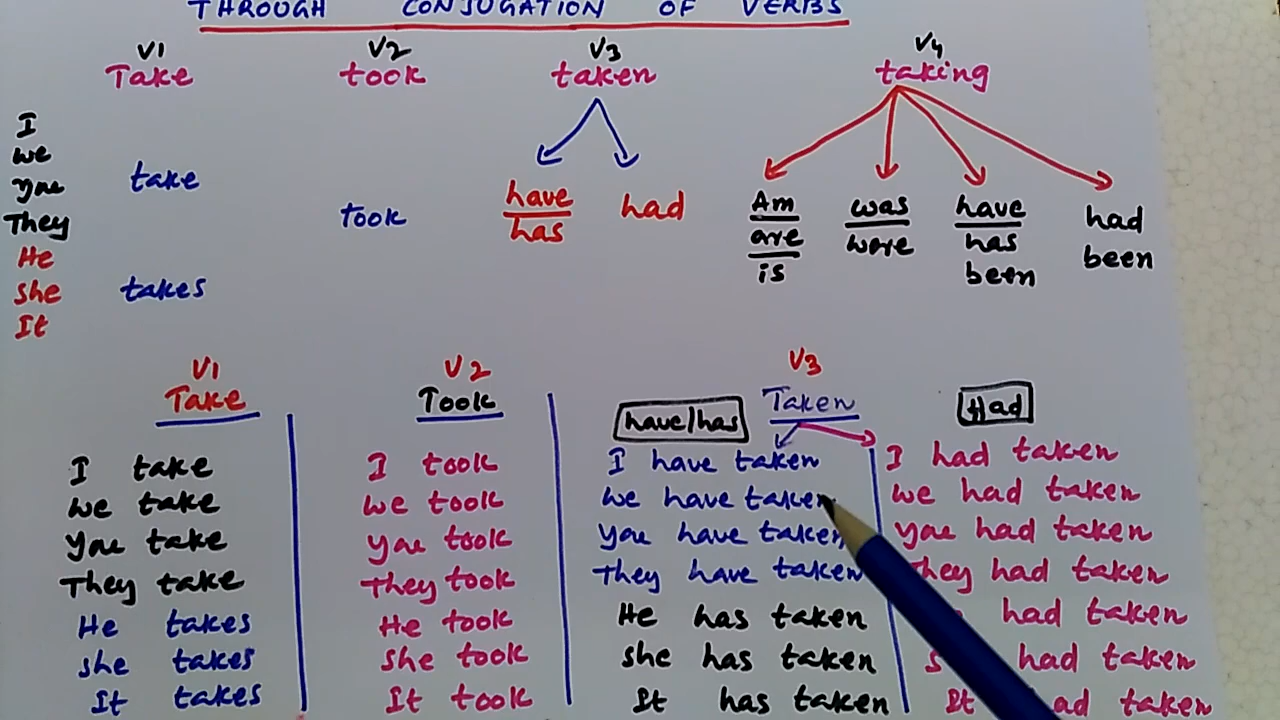 THROUGH CONJUGATION OF VERBS
V1 V2 V3 V4
Take took taken taking
I
we
you
They
He
she
It
take
takes
took
have
has
had
Am
are
is
was
were
have
has
been
had
been
V1 V2 V3
Take Took have/has Taken Had
I take I took I have taken I had taken
we take we took we have taken we had taken
you take you took you have taken you had taken
They take They took They have taken They had taken
He takes He took He has taken had taken
she takes she took she has taken had taken
It takes It took It has taken It had taken